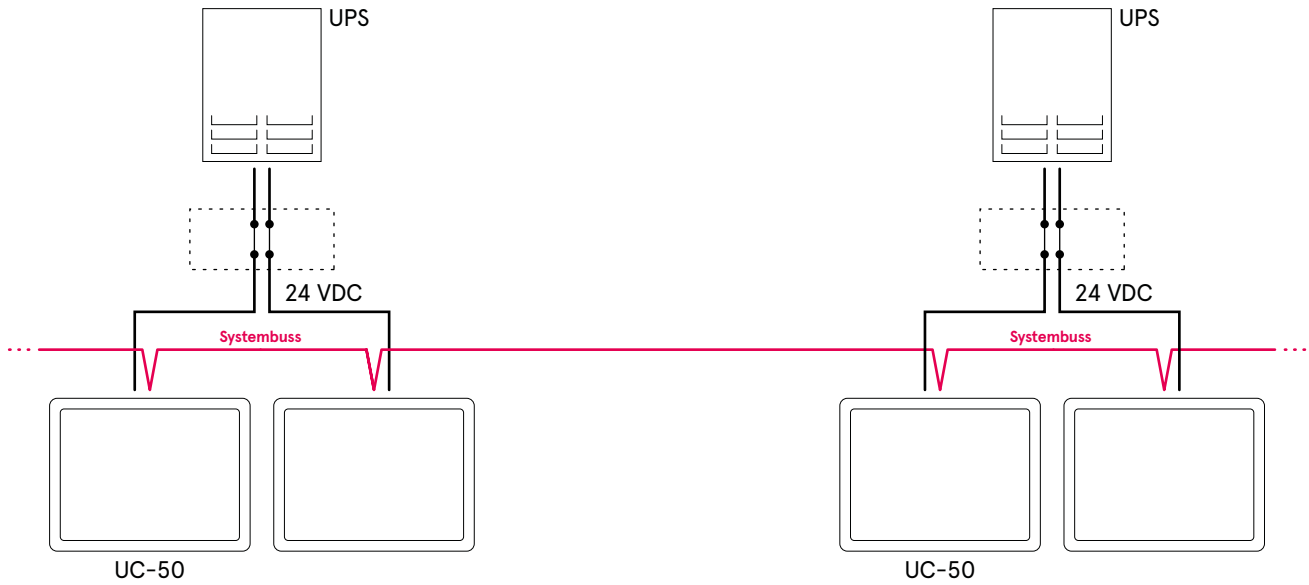 UPS
UPS
24 VDC
24 VDC
Systembuss
Systembuss
UC-50
UC-50